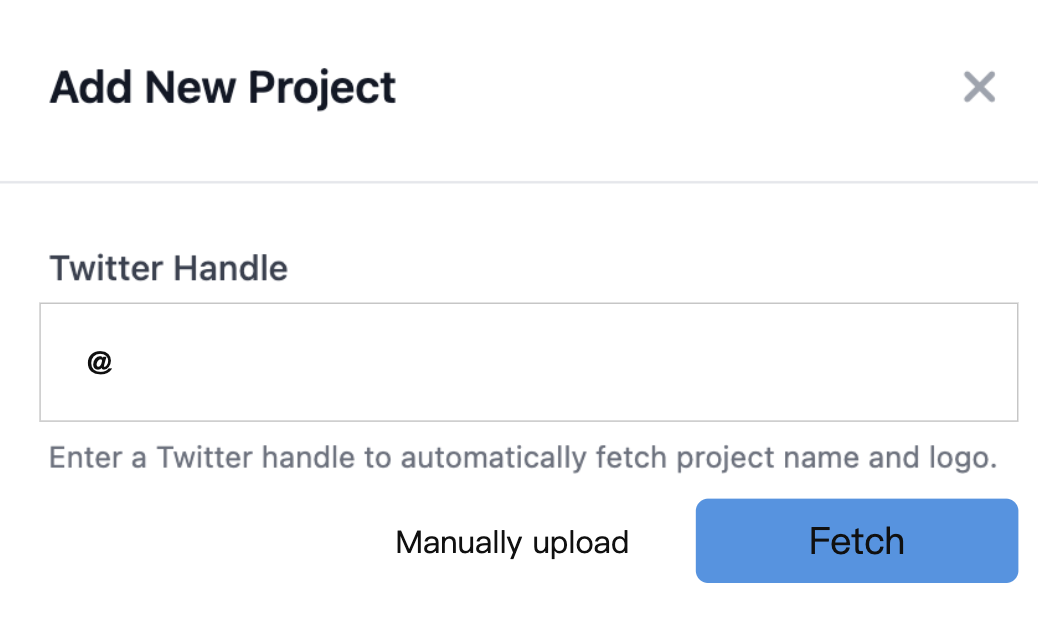 Add New Project
Twitter Handle
@
Enter a Twitter handle to automatically fetch project name and logo.
Manually upload
Fetch